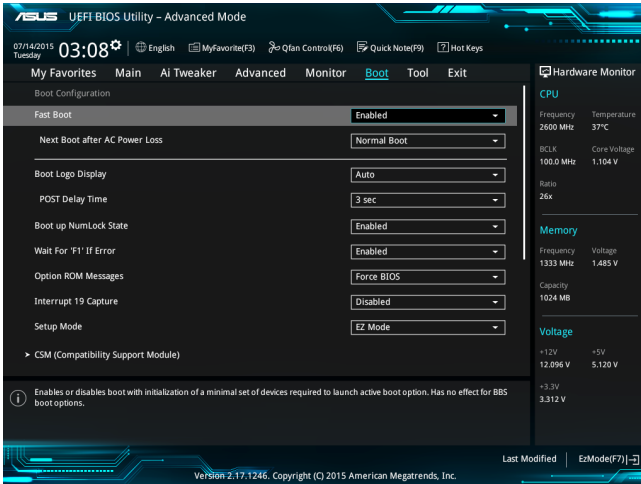 ASUS UEFI BIOS Utility – Advanced Mode
07/14/2015 Tuesday 03:08 English MyFavorite(F3) Qfan Control(F6) Quick Note(F9) ? Hot Keys
My Favorites Main Ai Tweaker Advanced Monitor Boot Tool Exit
Boot Configuration
Fast Boot Enabled
Next Boot after AC Power Loss Normal Boot
Boot Logo Display Auto
POST Delay Time 3 sec
Boot up NumLock State Enabled
Wait For 'F1' If Error Enabled
Option ROM Messages Force BIOS
Interrupt 19 Capture Disabled
Setup Mode EZ Mode
> CSM (Compatibility Support Module)
Enables or disables boot with initialization of a minimal set of devices required to launch active boot option. Has no effect for BBS
boot options.
Hardware Monitor
CPU
Frequency Temperature
2600 MHz 37°C
BCLK Core Voltage
100.0 MHz 1.104 V
Ratio
26x
Memory
Frequency Voltage
1333 MHz 1.485 V
Capacity
1024 MB
Voltage
+12V +5V
12.096 V 5.120 V
+3.3V
3.312 V
Last Modified EzMode(F7)
Version 2.17.1246. Copyright (C) 2015 American Megatrends, Inc.